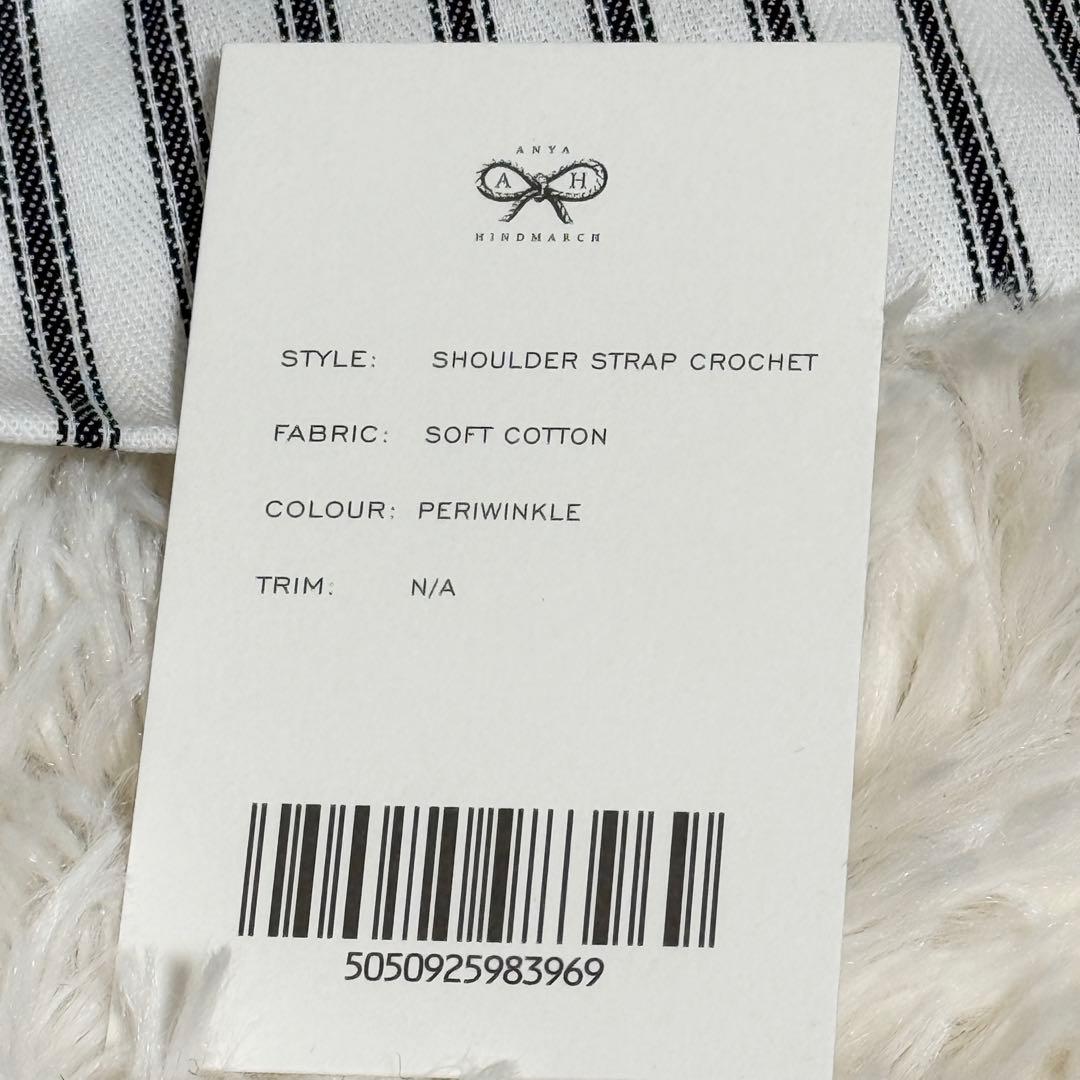 ANYA
A H
HINDMARCH
STYLE: SHOULDER STRAP CROCHET
FABRIC: SOFT COTTON
COLOUR: PERIWINKLE
TRIM: N/A
5050925983969